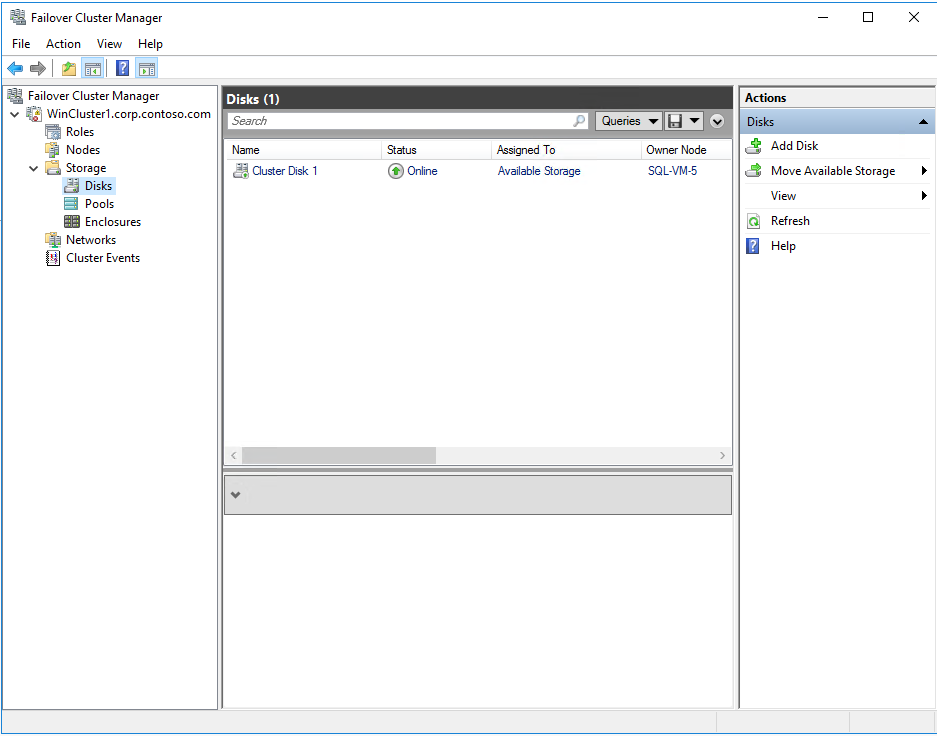 Failover Cluster Manager
File Action View Help
Failover Cluster Manager
WinCluster1.corp.contoso.com
Roles
Nodes
Storage
Disks
Pools
Enclosures
Networks
Cluster Events
Disks (1)
Search
Queries
Name Status Assigned To Owner Node
Cluster Disk 1 Online Available Storage SQL-VM-5
Actions
Disks
Add Disk
Move Available Storage
View
Refresh
Help